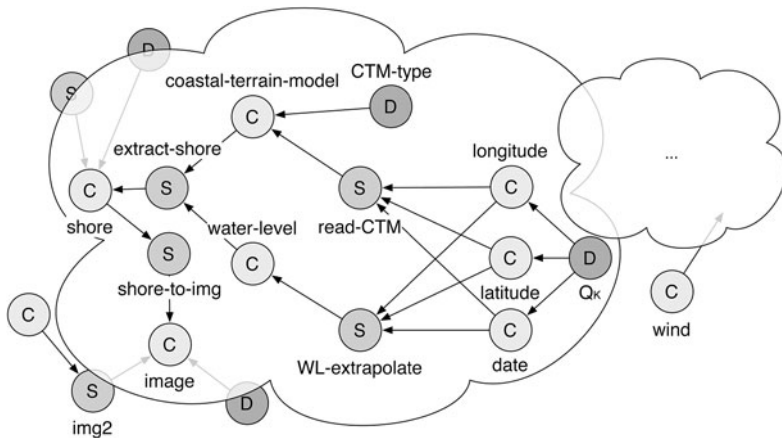 D
CTM-type
coastal-terrain-model
S
D
C
extract-shore
longitude
...
C
S
S
C
shore
water-level
read-CTM
S
C
C
D
shore-to-img
latitude
QK
C
C
wind
C
S
C
image
WL-extrapolate
date
S
D
img2